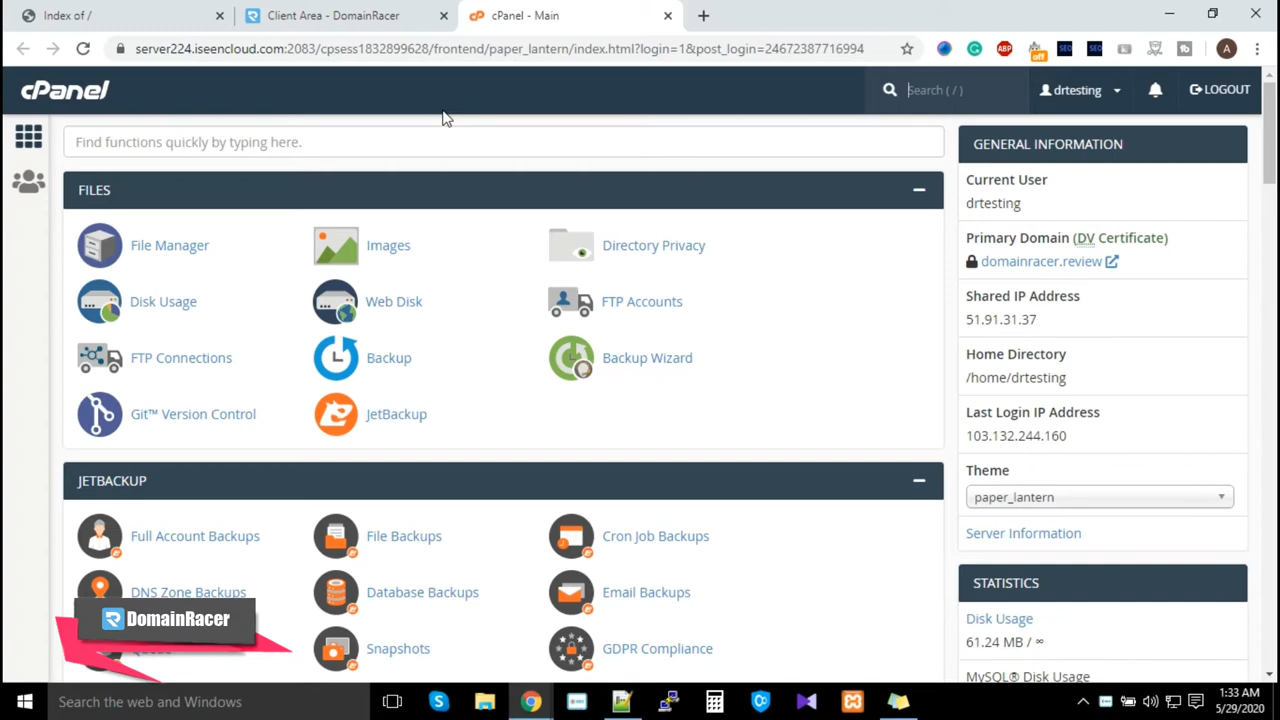 Index of /
Client Area - DomainRacer
cPanel - Main
server224.iseencloud.com:2083/cpsess1832899628/frontend/paper_lantern/index.html?login=1&post_login=24672387716994
ABP
off
SEO
SEO
A
cPanel
Search ( / )
drtesting
LOGOUT
Find functions quickly by typing here.
FILES
File Manager
Images
Directory Privacy
Disk Usage
Web Disk
FTP Accounts
FTP Connections
Backup
Backup Wizard
Git™ Version Control
JetBackup
JETBACKUP
Full Account Backups
File Backups
Cron Job Backups
DNS Zone Backups
Database Backups
Email Backups
Snapshots
GDPR Compliance
DomainRacer
GENERAL INFORMATION
Current User
drtesting
Primary Domain (DV Certificate)
domainracer.review
Shared IP Address
51.91.31.37
Home Directory
/home/drtesting
Last Login IP Address
103.132.244.160
Theme
paper_lantern
Server Information
STATISTICS
Disk Usage
61.24 MB / ∞
MySQL® Disk Usage
Search the web and Windows
1:33 AM
5/29/2020